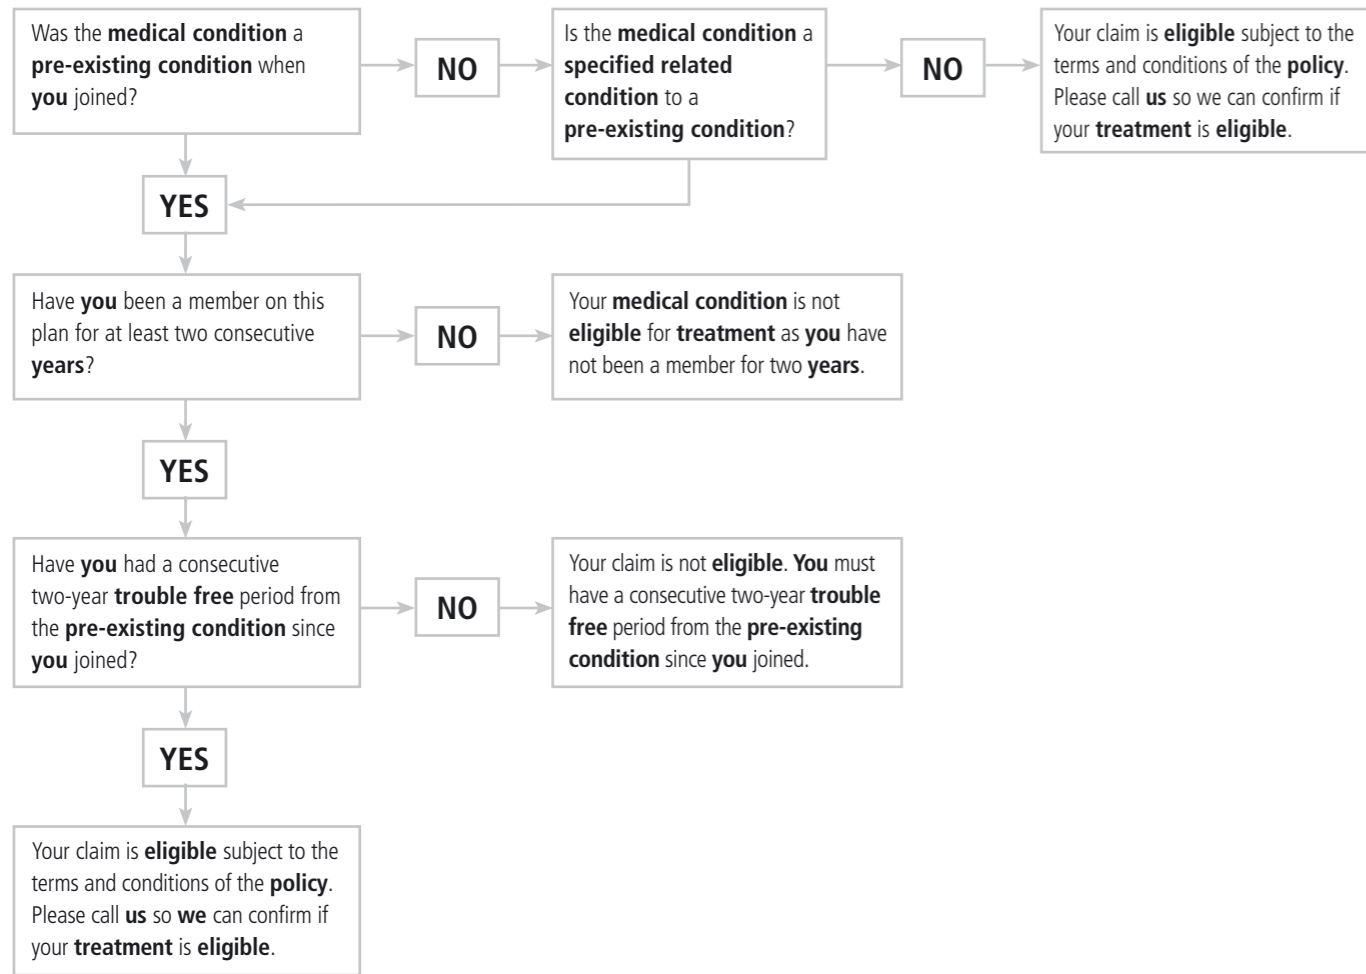 Was the medical condition a
pre-existing condition when
you joined?
NO
Is the medical condition a
specified related
condition to a
pre-existing condition?
NO
Your claim is eligible subject to the
terms and conditions of the policy.
Please call us so we can confirm if
your treatment is eligible.
YES
Have you been a member on this
plan for at least two consecutive
years?
NO
Your medical condition is not
eligible for treatment as you have
not been a member for two years.
YES
Have you had a consecutive
two-year trouble free period from
the pre-existing condition since
you joined?
NO
Your claim is not eligible. You must
have a consecutive two-year trouble
free period from the pre-existing
condition since you joined.
YES
Your claim is eligible subject to the
terms and conditions of the policy.
Please call us so we can confirm if
your treatment is eligible.